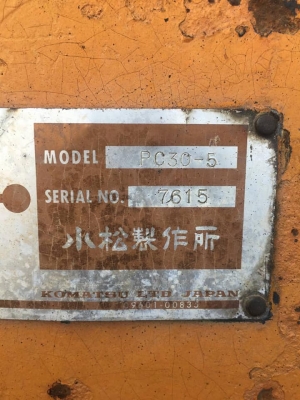 MODEL PC30-5
SERIAL NO. 7615
小松製作所
KOMATSU LTD. JAPAN